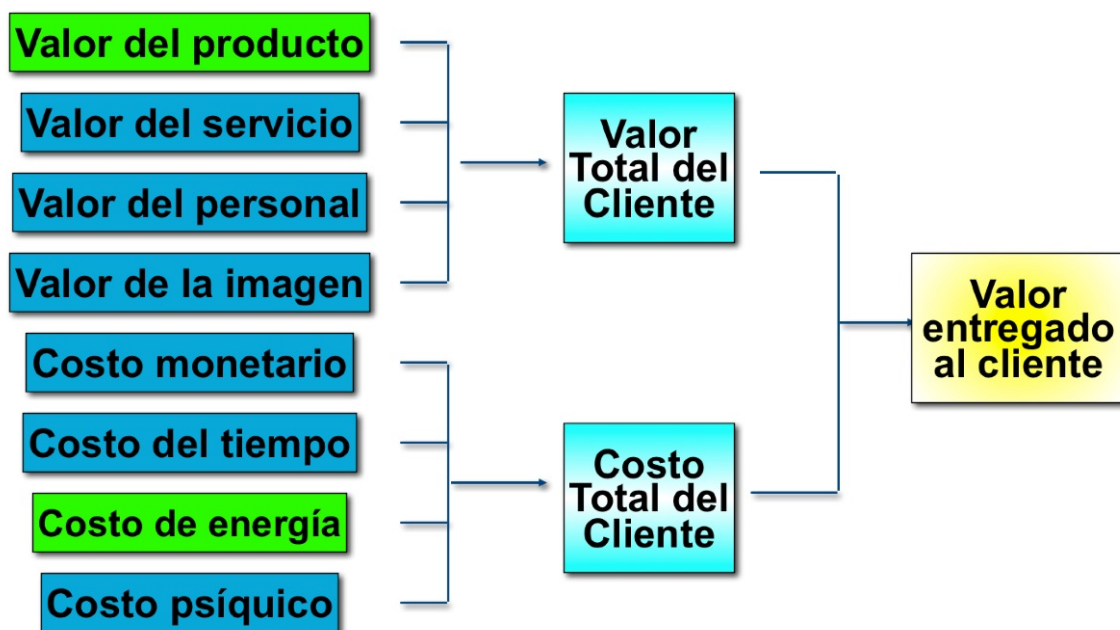 Valor del producto
Valor del servicio
Valor del personal
Valor de la imagen
Costo monetario
Costo del tiempo
Costo de energía
Costo psíquico
Valor
Total del
Cliente
Costo
Total del
Cliente
Valor
entregado
al cliente